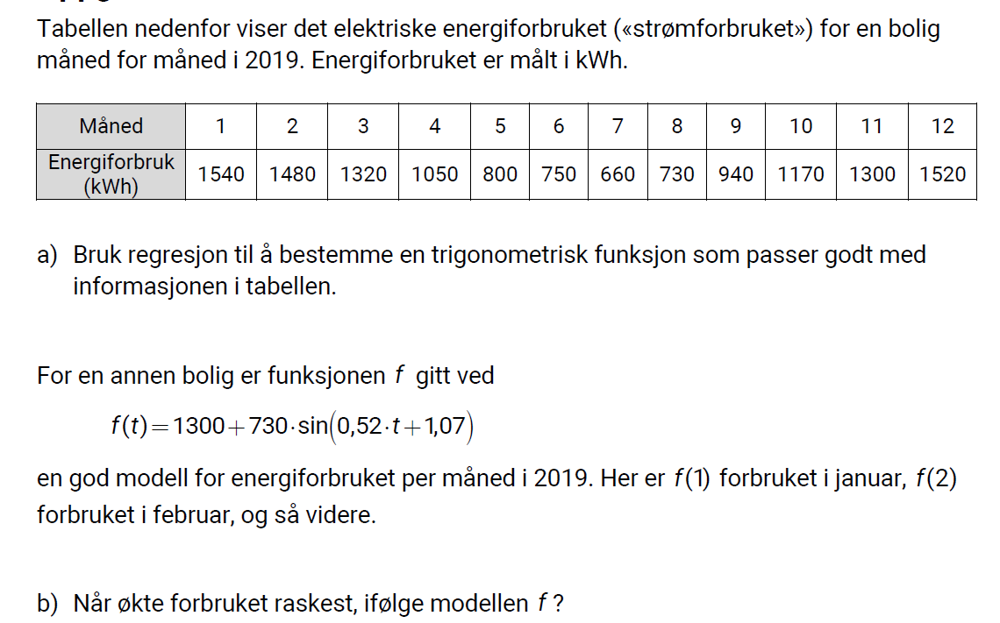 Tabellen nedenfor viser det elektriske energiforbruket («strømforbruket») for en bolig
måned for måned i 2019. Energiforbruket er målt i kWh.
Måned 1 2 3 4 5 6 7 8 9 10 11 12
Energiforbruk
(kWh) 1540 1480 1320 1050 800 750 660 730 940 1170 1300 1520
a) Bruk regresjon til å bestemme en trigonometrisk funksjon som passer godt med
informasjonen i tabellen.
For en annen bolig er funksjonen f gitt ved
f(t)=1300+730·sin(0,52·t+1,07)
en god modell for energiforbruket per måned i 2019. Her er f(1) forbruket i januar, f(2)
forbruket i februar, og så videre.
b) Når økte forbruket raskest, ifølge modellen f ?